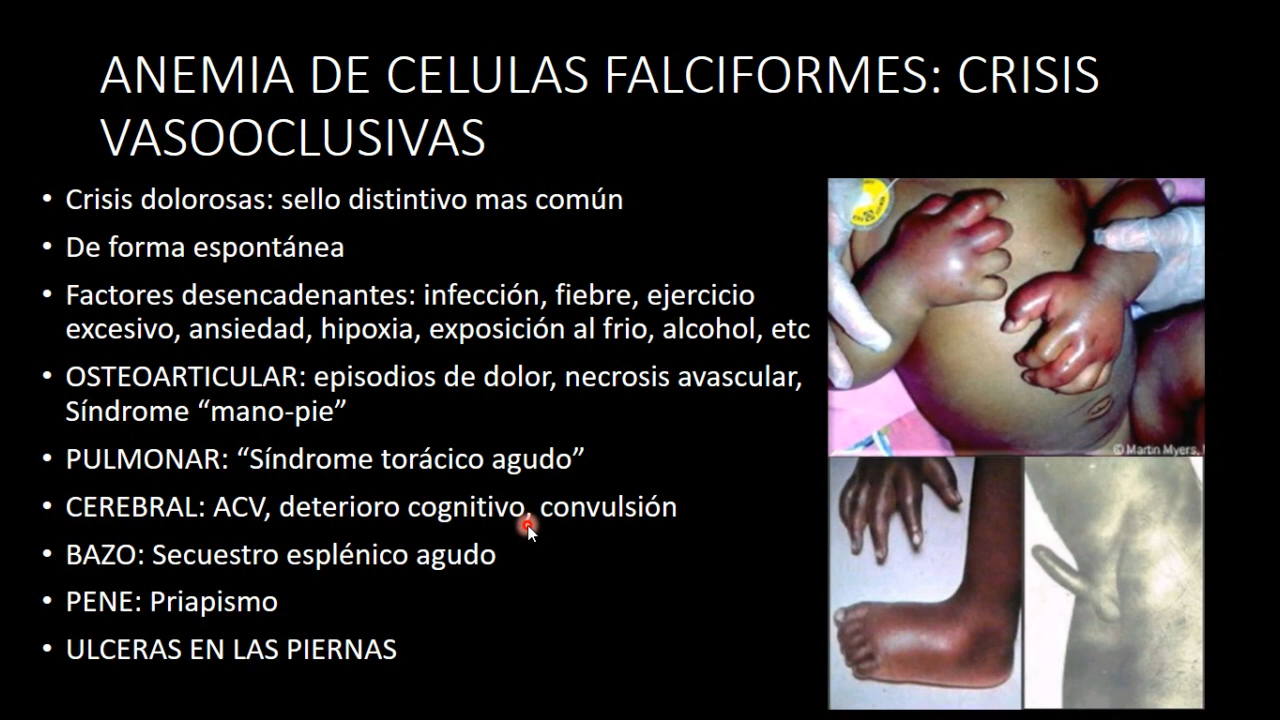 ANEMIA DE CELULAS FALCIFORMES: CRISIS
VASOOCLUSIVAS
• Crisis dolorosas: sello distintivo mas común
• De forma espontánea
• Factores desencadenantes: infección, fiebre, ejercicio
excesivo, ansiedad, hipoxia, exposición al frio, alcohol, etc
• OSTEOARTICULAR: episodios de dolor, necrosis avascular,
Síndrome “mano-pie”
• PULMONAR: “Síndrome torácico agudo”
• CEREBRAL: ACV, deterioro cognitivo, convulsión
• BAZO: Secuestro esplénico agudo
• PENE: Priapismo
• ULCERAS EN LAS PIERNAS
© Martin Myers,